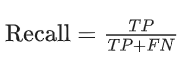 Recall = TP / TP+FN